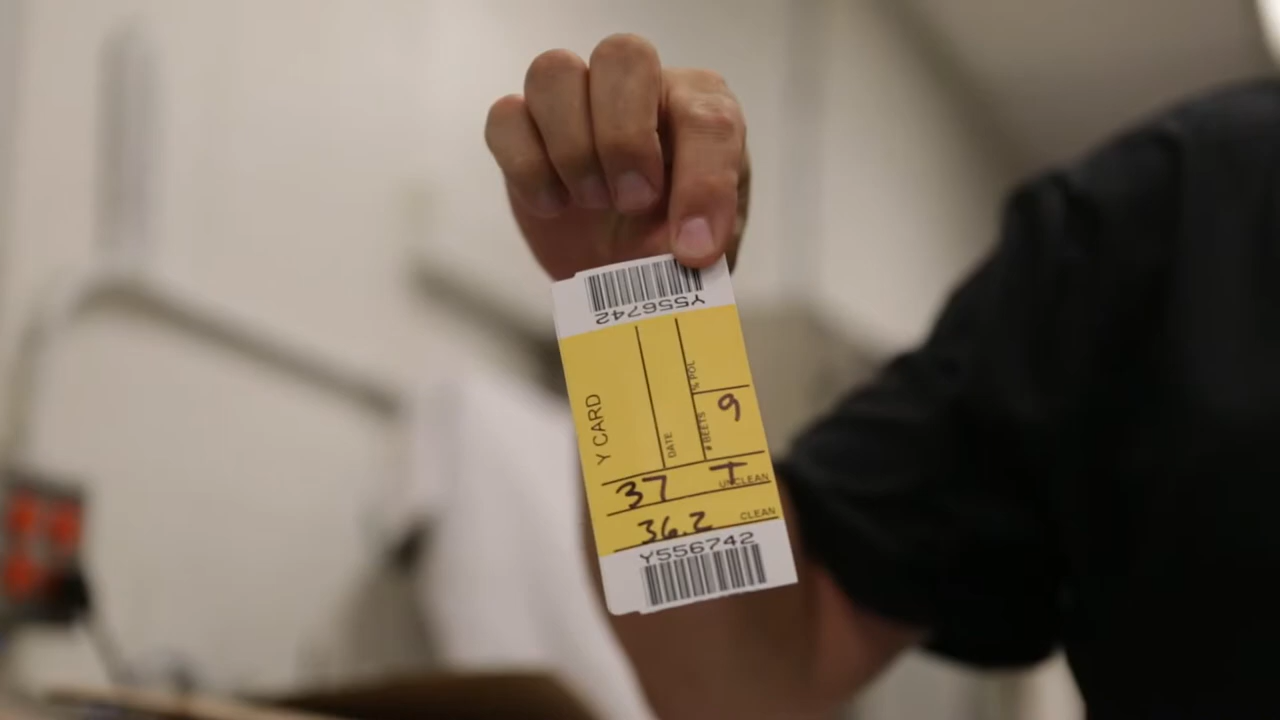 Y556742
Y CARD
DATE
% POL
# BEETS
9
37
T
UNCLEAN
36.2
CLEAN
Y556742